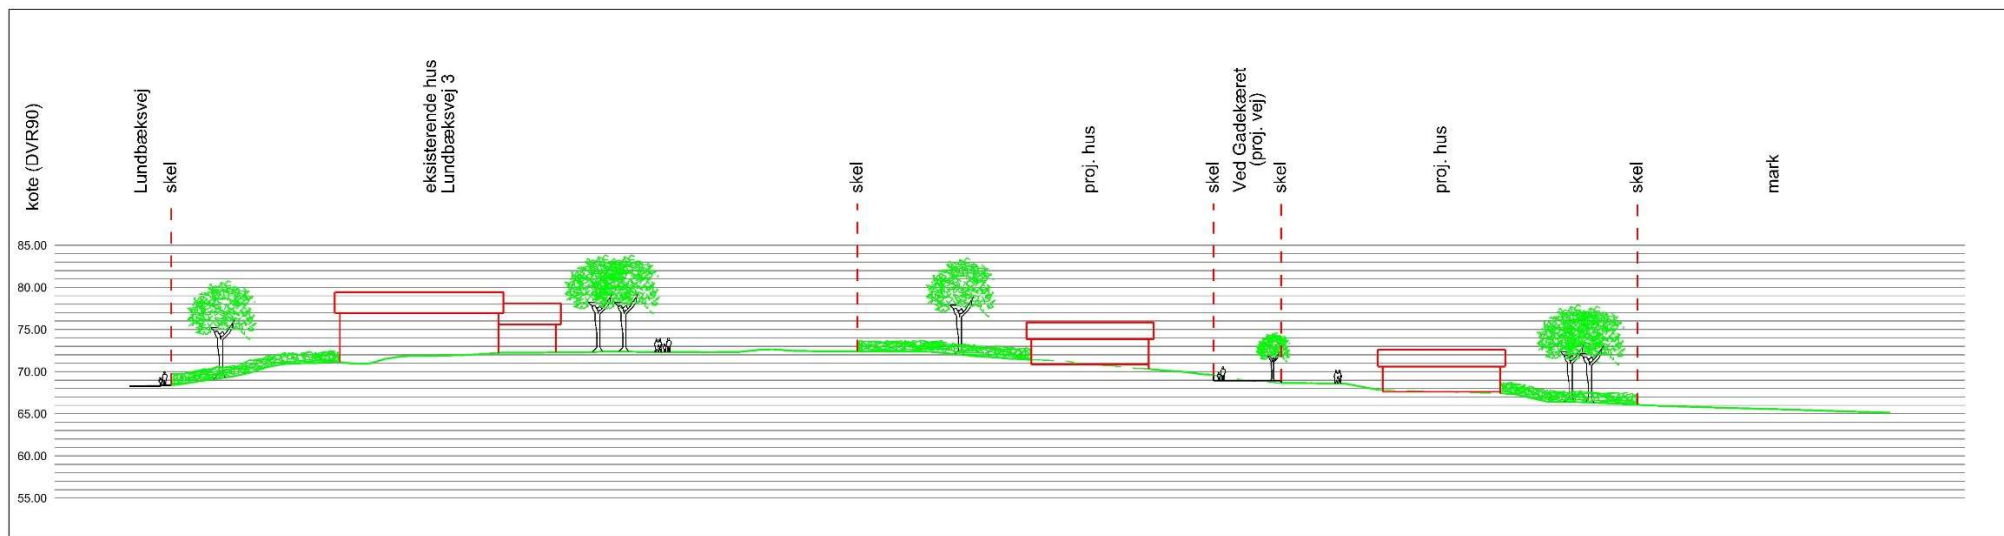 kote (DVR90)
Lundbæksvej
skel
eksisterende hus
Lundbæksvej 3
skel
proj. hus
skel
Ved Gadekæret
(proj. vej)
skel
proj. hus
skel
mark
85.00
80.00
75.00
70.00
65.00
60.00
55.00